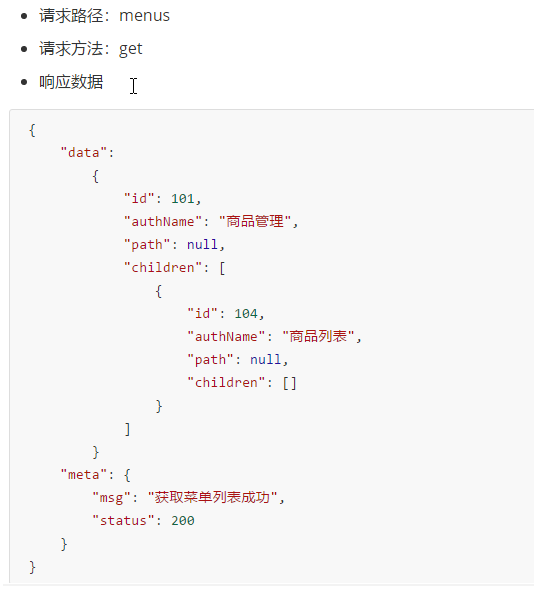 请求路径：menus
请求方法：get
响应数据
{
    "data":
        {
            "id": 101,
            "authName": "商品管理",
            "path": null,
            "children": [
                {
                    "id": 104,
                    "authName": "商品列表",
                    "path": null,
                    "children": []
                }
            ]
        }
    "meta": {
        "msg": "获取菜单列表成功",
        "status": 200
    }
}